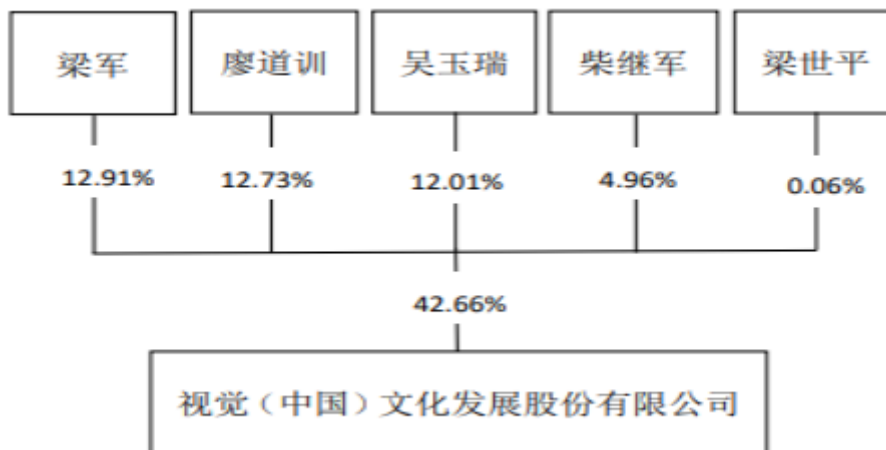 梁军 廖道训 吴玉瑞 柴继军 梁世平
12.91% 12.73% 12.01% 4.96% 0.06%
42.66%
视觉（中国）文化发展股份有限公司